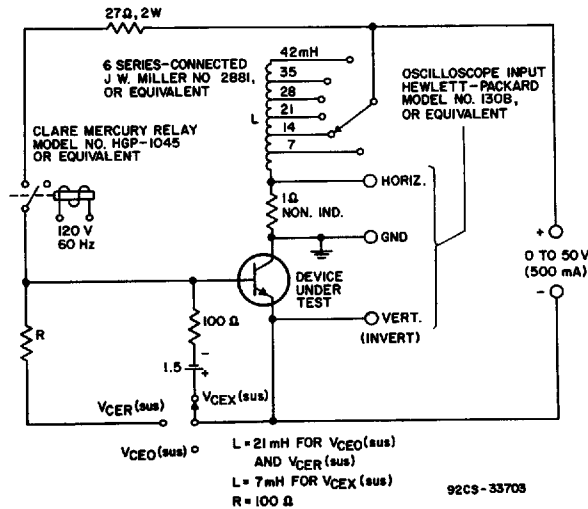 27Ω, 2W
6 SERIES-CONNECTED
J W. MILLER NO 2881,
OR EQUIVALENT
42mH
35
28
21
14
7
L
OSCILLOSCOPE INPUT
HEWLETT-PACKARD
MODEL NO. 130B,
OR EQUIVALENT
CLARE MERCURY RELAY
MODEL NO. HGP-1045
OR EQUIVALENT
120 V
60 Hz
HORIZ.
1Ω
NON. IND.
GND
+
0 TO 50V
(500 mA)
-
DEVICE
UNDER
TEST
VERT.
(INVERT)
R
100 Ω
-
1.5
+
VCER(sus)
VCEX(sus)
VCEO(sus)
L = 21 mH FOR VCEO(sus)
AND VCER(sus)
L = 7mH FOR VCEX(sus)
R = 100 Ω
92CS-33703